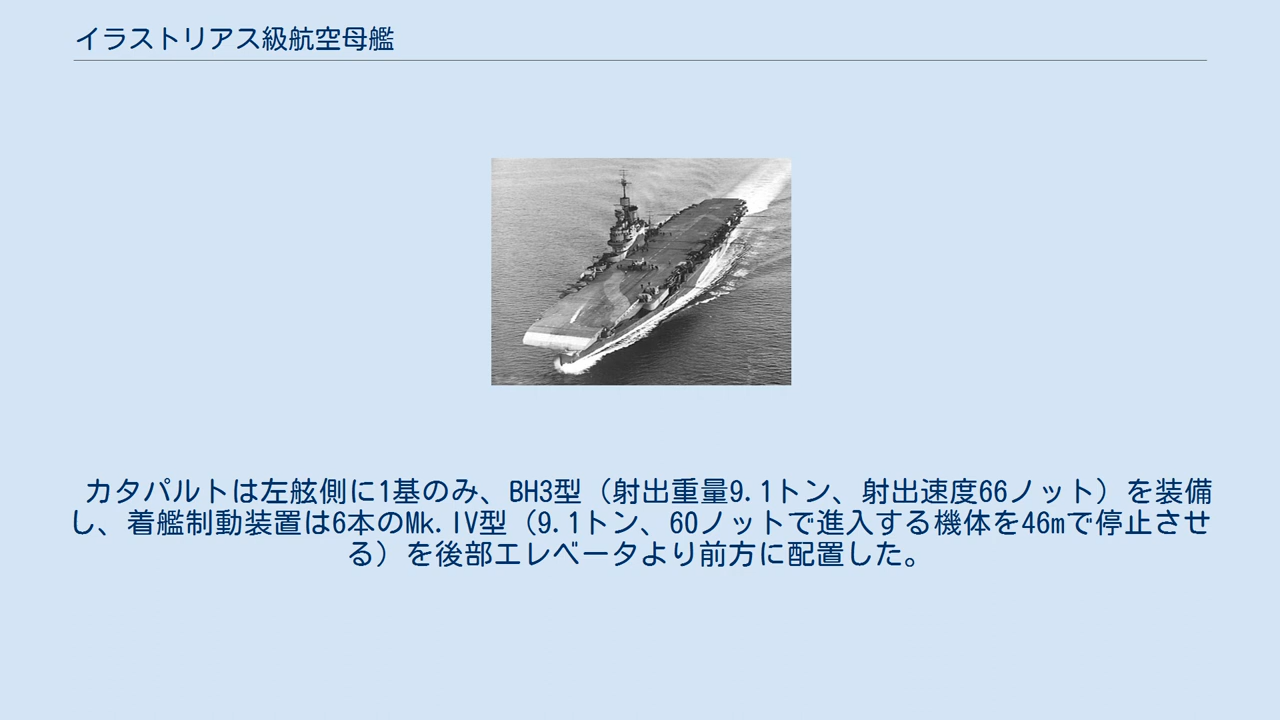 イラストリアス級航空母艦
カタパルトは左舷側に1基のみ、BH3型（射出重量9.1トン、射出速度66ノット）を装備
し、着艦制動装置は6本のMk.IV型（9.1トン、60ノットで進入する機体を46mで停止させ
る）を後部エレベータより前方に配置した。